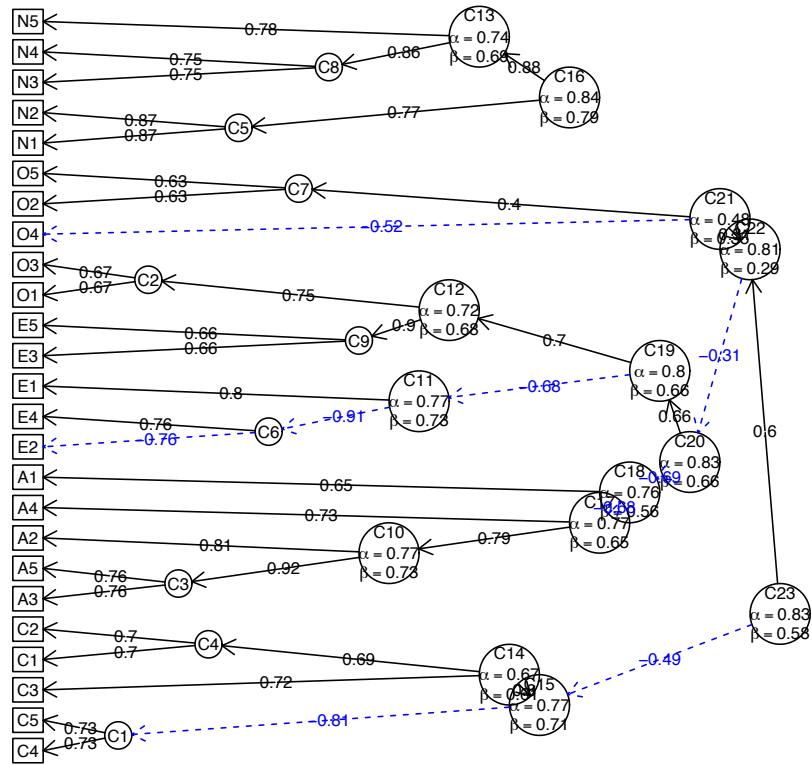 N5
N4
N3
N2
N1
O5
O2
O4
O3
O1
E5
E3
E1
E4
E2
A1
A4
A2
A5
A3
C2
C1
C3
C5
C4
0.78
0.75
0.75
0.86
C8
C13
α = 0.74
β = 0.69
0.88
C16
α = 0.84
β = 0.79
0.87
0.87
C5
0.77
0.63
0.63
C7
0.4
−0.52
C21
α = 0.48
C22
α = 0.81
β = 0.29
0.67
0.67
C2
0.75
C12
α = 0.72
β = 0.68
0.66
0.66
C9
0.9
0.7
C19
α = 0.8
β = 0.66
−0.31
0.8
C11
α = 0.77
β = 0.73
−0.68
0.76
−0.76
C6
−0.91
0.66
C20
α = 0.83
β = 0.66
0.6
0.65
C18
α = 0.76
β = 0.56
−0.69
0.73
α = 0.77
β = 0.65
0.81
C10
α = 0.77
β = 0.73
0.79
0.76
0.76
C3
0.92
C23
α = 0.83
β = 0.58
0.7
0.7
C4
0.69
0.72
C14
α = 0.67
−0.49
C15
α = 0.77
β = 0.71
0.73
0.73
C1
−0.81